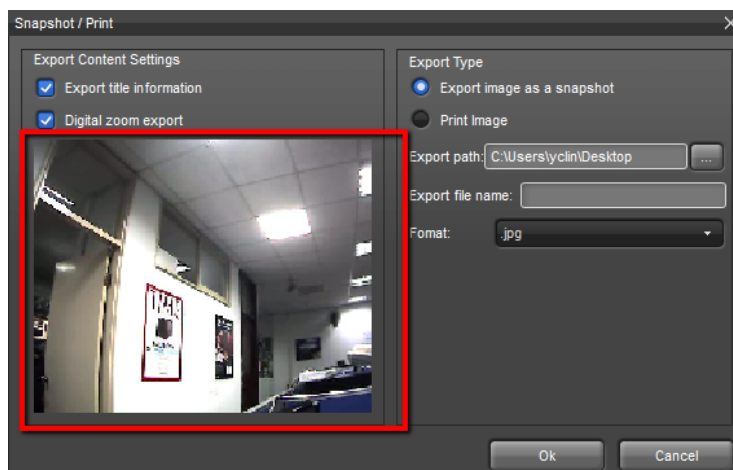 Snapshot / Print
Export Content Settings
Export title information
Digital zoom export
Export Type
Export image as a snapshot
Print Image
Export path: C:\Users\yclin\Desktop ...
Export file name:
Fomat: .jpg
Ok Cancel